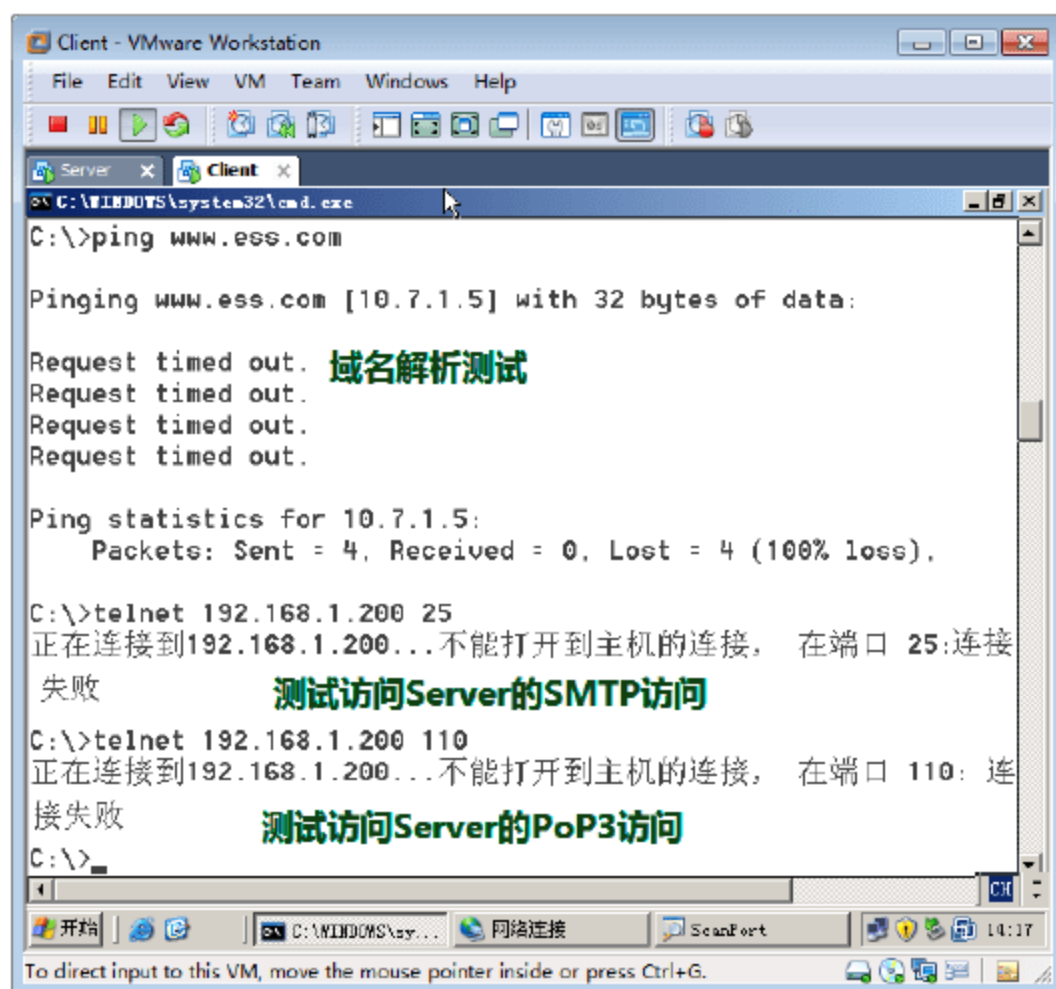 Client - VMware Workstation
File Edit View VM Team Windows Help
Server Client
C:\WINDOWS\system32\cmd.exe
C:\>ping www.ess.com
Pinging www.ess.com [10.7.1.5] with 32 bytes of data:
Request timed out. 域名解析测试
Request timed out.
Request timed out.
Request timed out.
Ping statistics for 10.7.1.5:
Packets: Sent = 4, Received = 0, Lost = 4 (100% loss),
C:\>telnet 192.168.1.200 25
正在连接到192.168.1.200...不能打开到主机的连接， 在端口 25:连接
失败 测试访问Server的SMTP访问
C:\>telnet 192.168.1.200 110
正在连接到192.168.1.200...不能打开到主机的连接， 在端口 110: 连
接失败 测试访问Server的PoP3访问
C:\>
CH
开始 C:\WINDOWS\sy... 网络连接 ScanPort 14:17
To direct input to this VM, move the mouse pointer inside or press Ctrl+G.